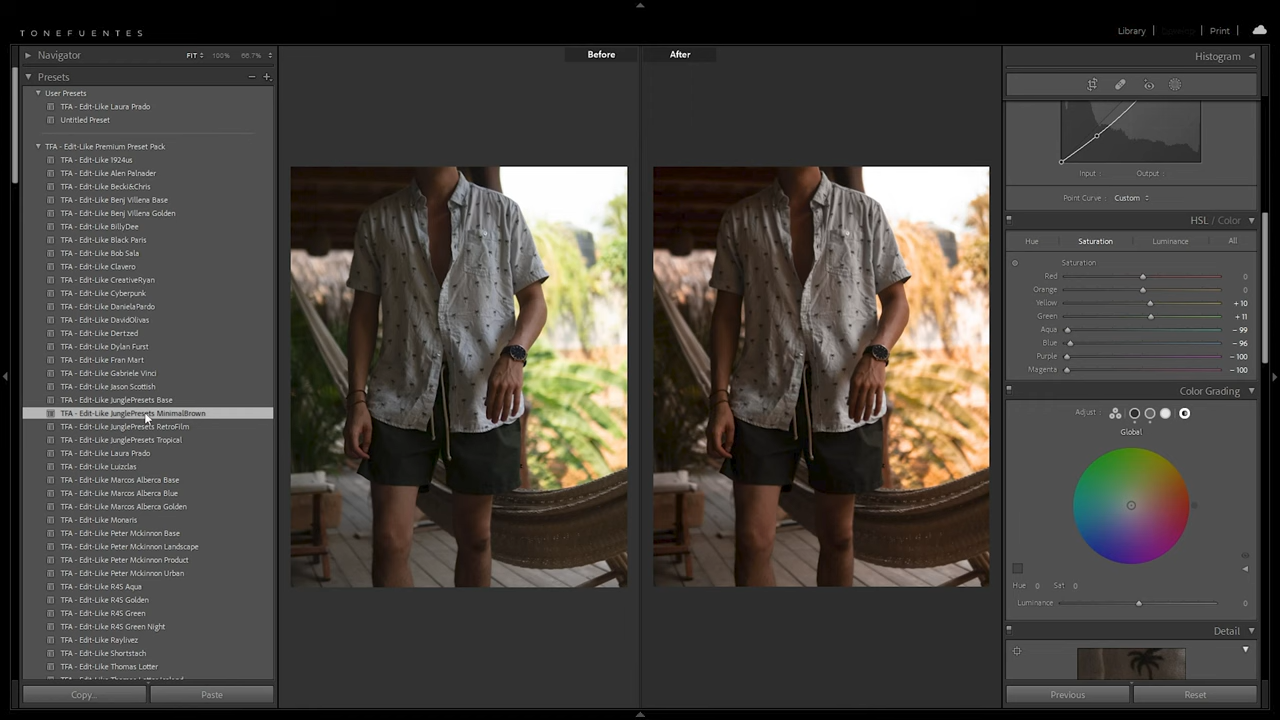 TONEFUENTES
Library
Print
Navigator
FIT
100%
66.7%
Before
After
Histogram
Presets
User Presets
TFA - Edit-Like Laura Prado
Untitled Preset
TFA - Edit-Like Premium Preset Pack
TFA - Edit-Like 1924us
TFA - Edit-Like Alen Palnader
TFA - Edit-Like Becki&Chris
TFA - Edit-Like Benj Villena Base
TFA - Edit-Like Benj Villena Golden
TFA - Edit-Like BillyDee
TFA - Edit-Like Black Paris
TFA - Edit-Like Bob Sala
TFA - Edit-Like Clavero
TFA - Edit-Like CreativeRyan
TFA - Edit-Like Cyberpunk
TFA - Edit-Like DanielaPardo
TFA - Edit-Like DavidOlivas
TFA - Edit-Like Dertzed
TFA - Edit-Like Dylan Furst
TFA - Edit-Like Fran Mart
TFA - Edit-Like Gabriele Vinci
TFA - Edit-Like Jason Scottish
TFA - Edit-Like JunglePresets Base
TFA - Edit-Like JunglePresets MinimalBrown
TFA - Edit-Like JunglePresets RetroFilm
TFA - Edit-Like JunglePresets Tropical
TFA - Edit-Like Laura Prado
TFA - Edit-Like Luizclas
TFA - Edit-Like Marcos Alberca Base
TFA - Edit-Like Marcos Alberca Blue
TFA - Edit-Like Marcos Alberca Golden
TFA - Edit-Like Monaris
TFA - Edit-Like Peter Mckinnon Base
TFA - Edit-Like Peter Mckinnon Landscape
TFA - Edit-Like Peter Mckinnon Product
TFA - Edit-Like Peter Mckinnon Urban
TFA - Edit-Like R4S Aqua
TFA - Edit-Like R4S Golden
TFA - Edit-Like R4S Green
TFA - Edit-Like R4S Green Night
TFA - Edit-Like Raylivez
TFA - Edit-Like Shortstach
TFA - Edit-Like Thomas Lotter
Copy...
Paste
Input :
Output :
Point Curve : Custom
HSL / Color
Hue
Saturation
Luminance
All
Saturation
Red 0
Orange 0
Yellow + 10
Green + 11
Aqua − 99
Blue − 96
Purple − 100
Magenta − 100
Color Grading
Adjust :
Global
Hue 0 Sat 0
Luminance 0
Detail
Previous
Reset